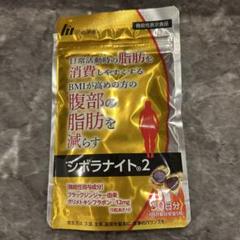 機能性表示食品
日常活動時の脂肪を
消費しやすくする
BMIが高めの方の
腹部の
脂肪を
減らす
シボラナイト®2
【機能性関与成分】
ブラックジンジャー由来
ポリメトキシフラボン 12mg
日分